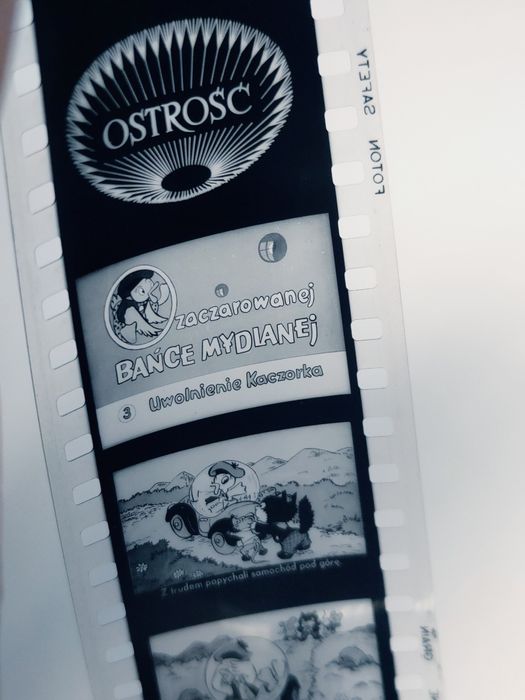 OSTROŚĆ
zaczarowanej
BAŃCE MYDLANEJ
3 Uwolnienie Kaczorka
Z trudem popychali samochód pod górę.
FOTON SAFETY